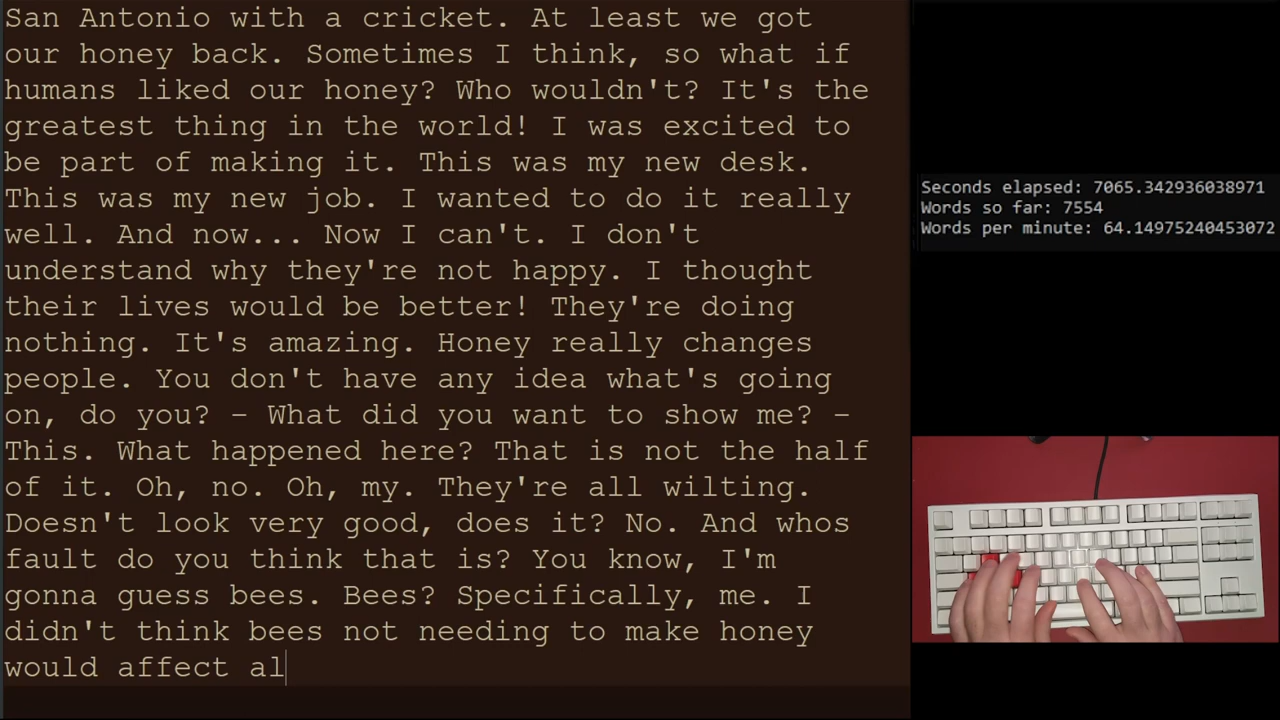 San Antonio with a cricket. At least we got
our honey back. Sometimes I think, so what if
humans liked our honey? Who wouldn't? It's the
greatest thing in the world! I was excited to
be part of making it. This was my new desk.
This was my new job. I wanted to do it really
well. And now... Now I can't. I don't
understand why they're not happy. I thought
their lives would be better! They're doing
nothing. It's amazing. Honey really changes
people. You don't have any idea what's going
on, do you? – What did you want to show me? –
This. What happened here? That is not the half
of it. Oh, no. Oh, my. They're all wilting.
Doesn't look very good, does it? No. And whos
fault do you think that is? You know, I'm
gonna guess bees. Bees? Specifically, me. I
didn't think bees not needing to make honey
would affect al
Seconds elapsed: 7065.342936038971
Words so far: 7554
Words per minute: 64.14975240453072